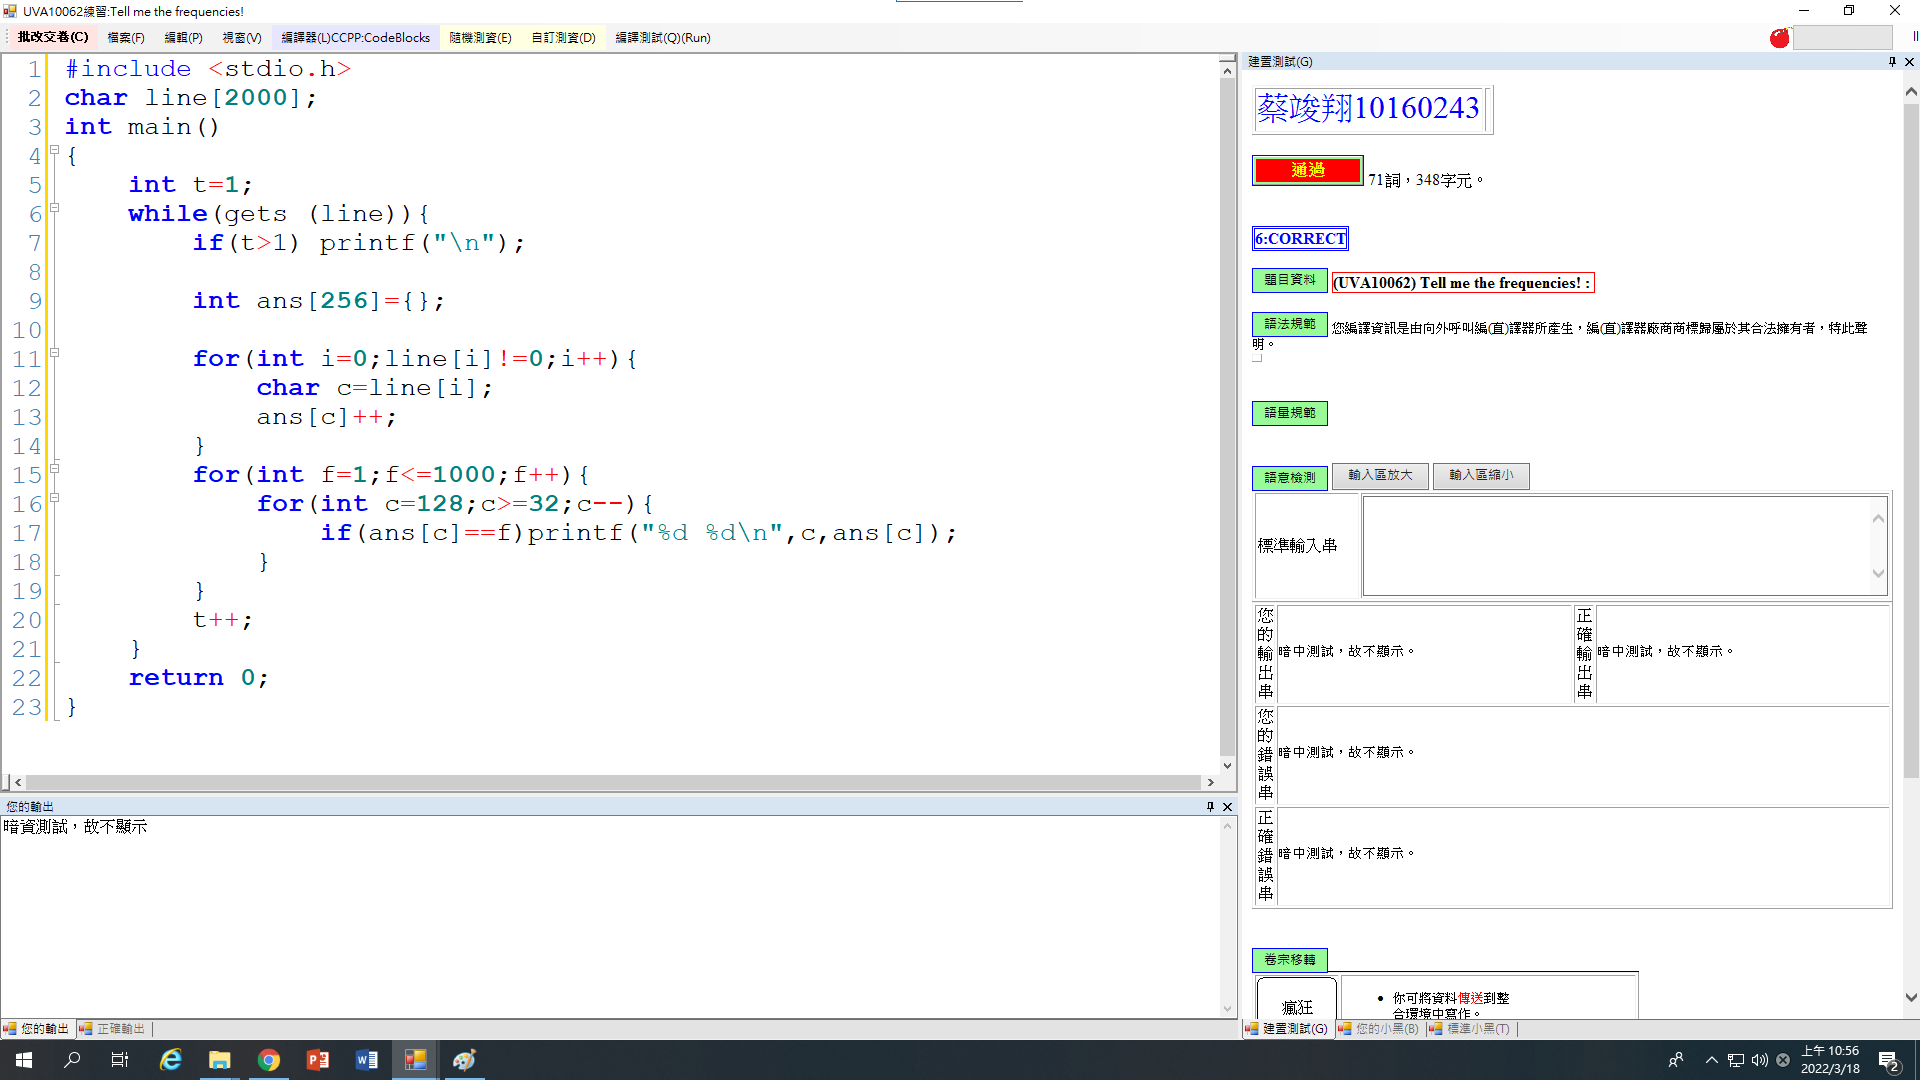 UVA10062練習:Tell me the frequencies!
批改交卷(C) 檔案(F) 編輯(P) 視窗(V) 編譯器(L)CCPP:CodeBlocks 隨機測資(E) 自訂測資(D) 編譯測試(Q)(Run)
1 #include <stdio.h>
2 char line[2000];
3 int main()
4 {
5     int t=1;
6     while(gets (line)){
7         if(t>1) printf("\n");
8
9         int ans[256]={};
10
11         for(int i=0;line[i]!=0;i++){
12             char c=line[i];
13             ans[c]++;
14         }
15         for(int f=1;f<=1000;f++){
16             for(int c=128;c>=32;c--){
17                 if(ans[c]==f)printf("%d %d\n",c,ans[c]);
18             }
19         }
20         t++;
21     }
22     return 0;
23 }
您的輸出
暗資測試，故不顯示
您的輸出 正確輸出
建置測試(G)
蔡竣翔10160243
通過 71詞，348字元。
6:CORRECT
題目資料 (UVA10062) Tell me the frequencies! :
語法規範 您編譯資訊是由向外呼叫編(直)譯器所產生，編(直)譯器廠商商標歸屬於其合法擁有者，特此聲
明。
語量規範
語意檢測 輸入區放大 輸入區縮小
標準輸入串
您的輸出串 暗中測試，故不顯示。 正確輸出串 暗中測試，故不顯示。
您的錯誤串 暗中測試，故不顯示。
正確錯誤串 暗中測試，故不顯示。
卷宗移轉
瘋狂
你可將資料傳送到整
合環境中寫作。
建置測試(G) 您的小黑(B) 標準小黑(T)
上午 10:56
2022/3/18
2